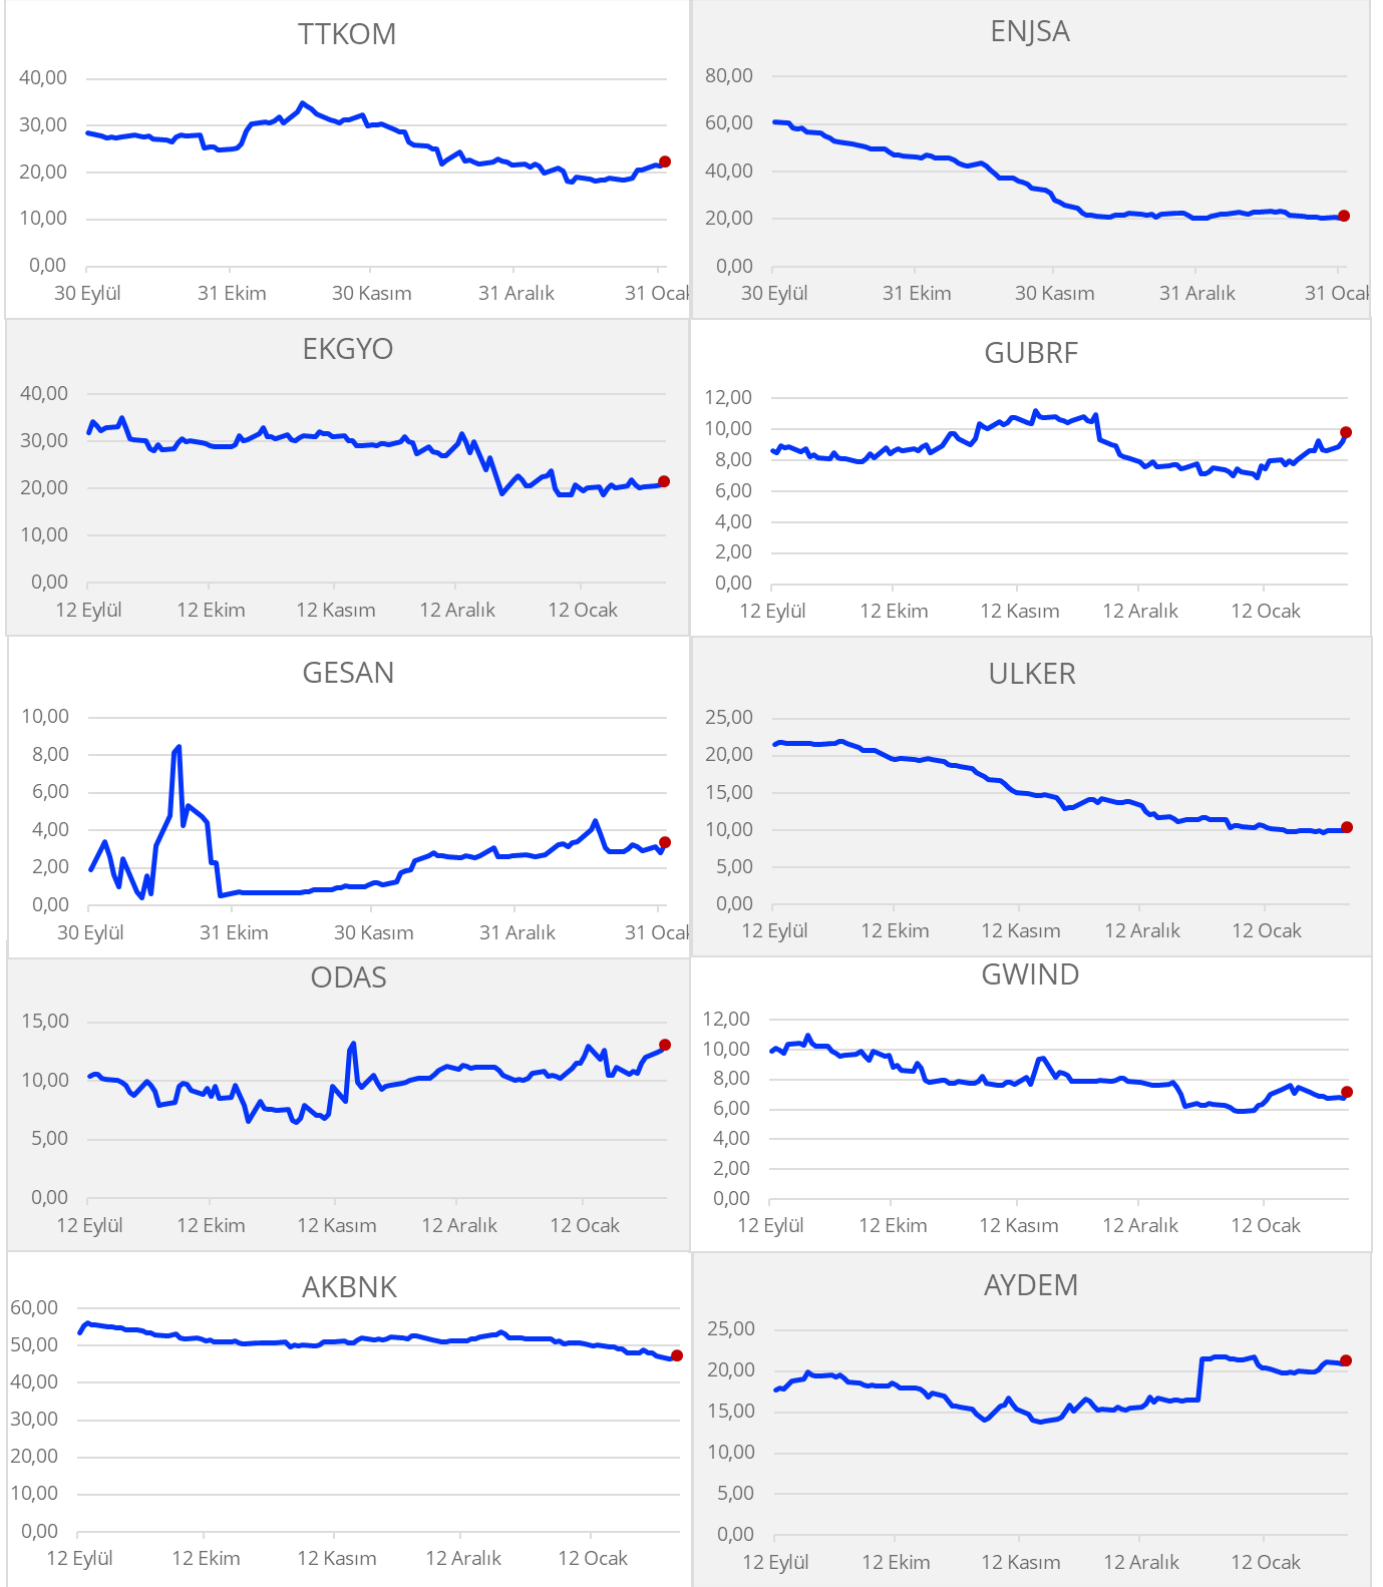 TTKOM
40,00
30,00
20,00
10,00
0,00
30 Eylül 31 Ekim 30 Kasım 31 Aralık 31 Ocak
ENJSA
80,00
60,00
40,00
20,00
0,00
30 Eylül 31 Ekim 30 Kasım 31 Aralık 31 Ocak
EKGYO
40,00
30,00
20,00
10,00
0,00
12 Eylül 12 Ekim 12 Kasım 12 Aralık 12 Ocak
GUBRF
12,00
10,00
8,00
6,00
4,00
2,00
0,00
12 Eylül 12 Ekim 12 Kasım 12 Aralık 12 Ocak
GESAN
10,00
8,00
6,00
4,00
2,00
0,00
30 Eylül 31 Ekim 30 Kasım 31 Aralık 31 Ocak
ULKER
25,00
20,00
15,00
10,00
5,00
0,00
12 Eylül 12 Ekim 12 Kasım 12 Aralık 12 Ocak
ODAS
15,00
10,00
5,00
0,00
12 Eylül 12 Ekim 12 Kasım 12 Aralık 12 Ocak
GWIND
12,00
10,00
8,00
6,00
4,00
2,00
0,00
12 Eylül 12 Ekim 12 Kasım 12 Aralık 12 Ocak
AKBNK
60,00
50,00
40,00
30,00
20,00
10,00
0,00
12 Eylül 12 Ekim 12 Kasım 12 Aralık 12 Ocak
AYDEM
25,00
20,00
15,00
10,00
5,00
0,00
12 Eylül 12 Ekim 12 Kasım 12 Aralık 12 Ocak